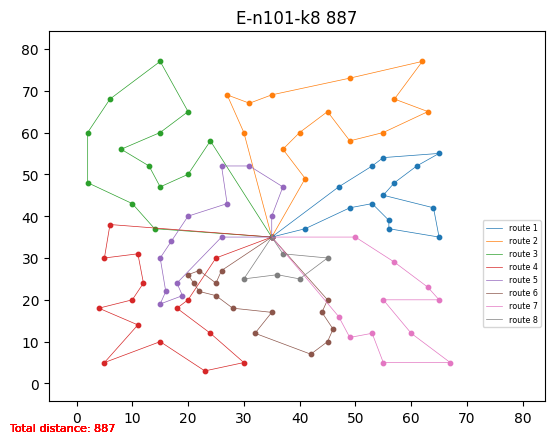 E-n101-k8 887
80
70
60
50
40
30
20
10
0
0 10 20 30 40 50 60 70 80
route 1
route 2
route 3
route 4
route 5
route 6
route 7
route 8
Total distance: 887